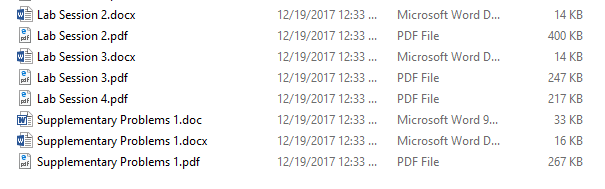 Lab Session 2.docx 12/19/2017 12:33 ... Microsoft Word D... 14 KB
Lab Session 2.pdf 12/19/2017 12:33 ... PDF File 400 KB
Lab Session 3.docx 12/19/2017 12:33 ... Microsoft Word D... 14 KB
Lab Session 3.pdf 12/19/2017 12:33 ... PDF File 247 KB
Lab Session 4.pdf 12/19/2017 12:33 ... PDF File 217 KB
Supplementary Problems 1.doc 12/19/2017 12:33 ... Microsoft Word 9... 33 KB
Supplementary Problems 1.docx 12/19/2017 12:33 ... Microsoft Word D... 16 KB
Supplementary Problems 1.pdf 12/19/2017 12:33 ... PDF File 267 KB